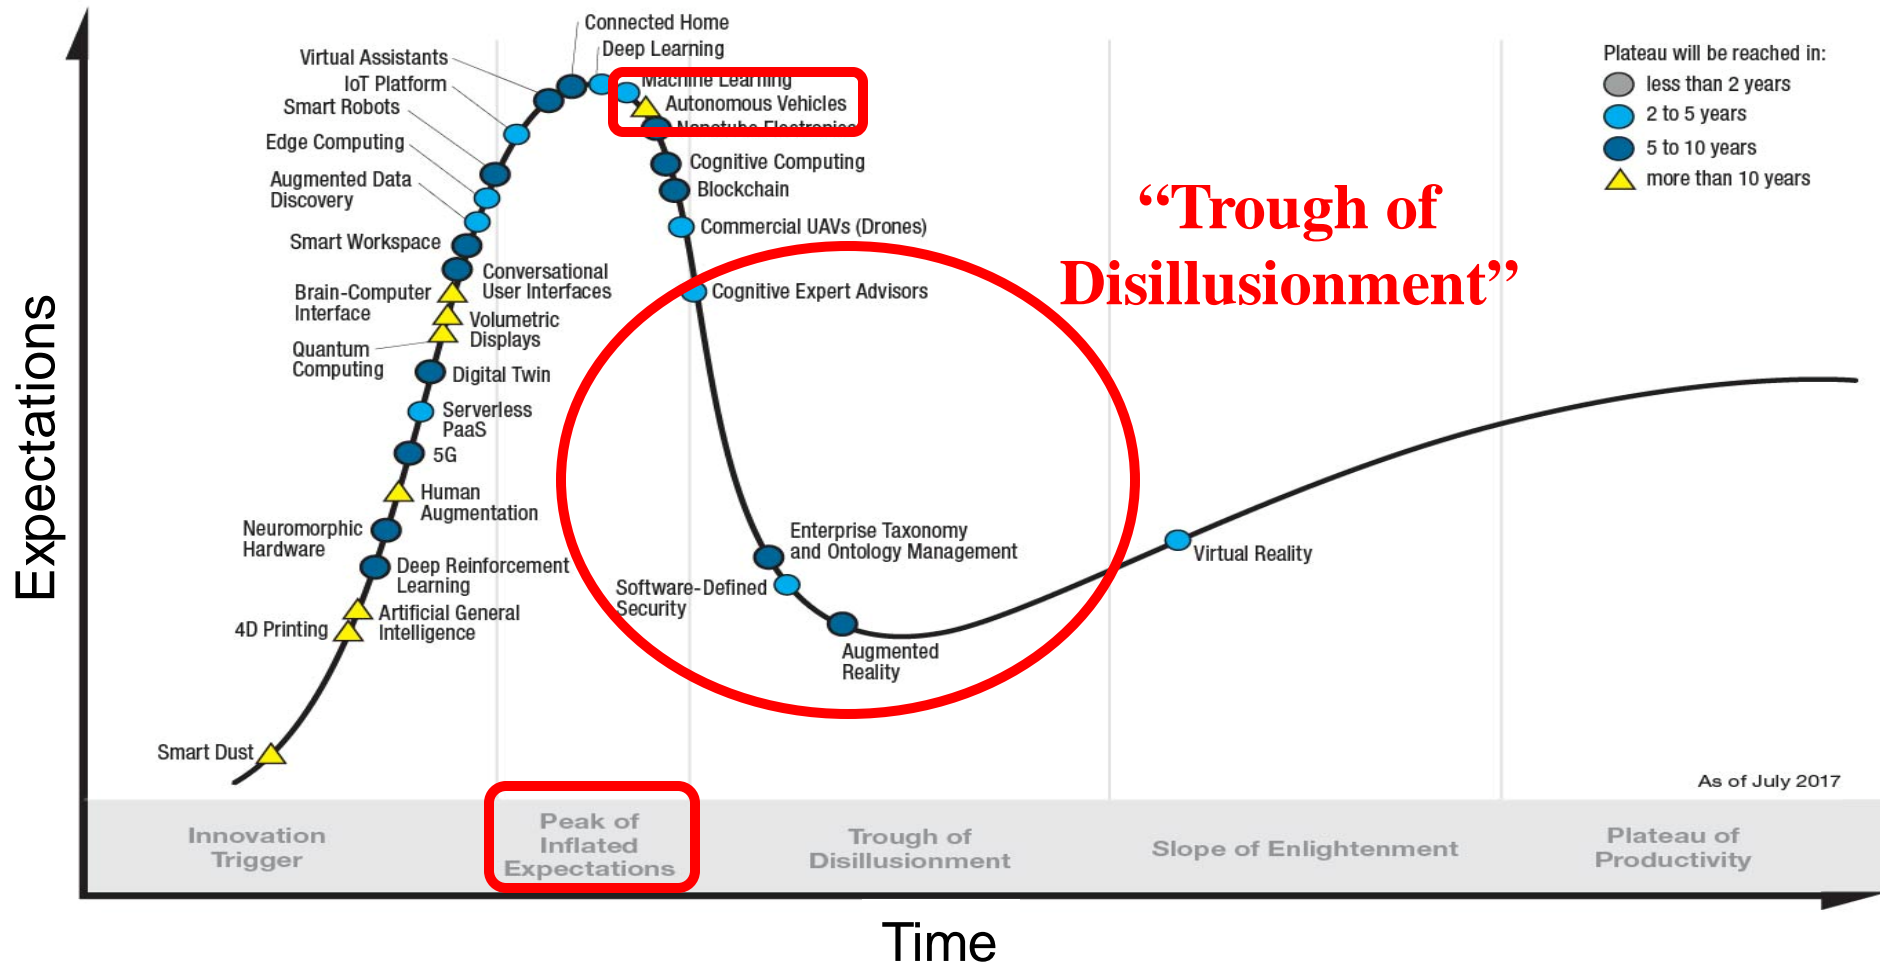 Connected Home
Deep Learning
Virtual Assistants
IoT Platform
Smart Robots
Edge Computing
Augmented Data
Discovery
Smart Workspace
Conversational
User Interfaces
Brain-Computer
Interface
Volumetric
Displays
Quantum
Computing
Digital Twin
Serverless
PaaS
5G
Human
Augmentation
Neuromorphic
Hardware
Deep Reinforcement
Learning
Artificial General
Intelligence
4D Printing
Smart Dust
Machine Learning
Autonomous Vehicles
Nanotube Electronics
Cognitive Computing
Blockchain
Commercial UAVs (Drones)
Cognitive Expert Advisors
Enterprise Taxonomy
and Ontology Management
Software-Defined
Security
Augmented
Reality
Virtual Reality
“Trough of
Disillusionment”
Plateau will be reached in:
less than 2 years
2 to 5 years
5 to 10 years
more than 10 years
As of July 2017
Innovation
Trigger
Peak of
Inflated
Expectations
Trough of
Disillusionment
Slope of Enlightenment
Plateau of
Productivity
Expectations
Time